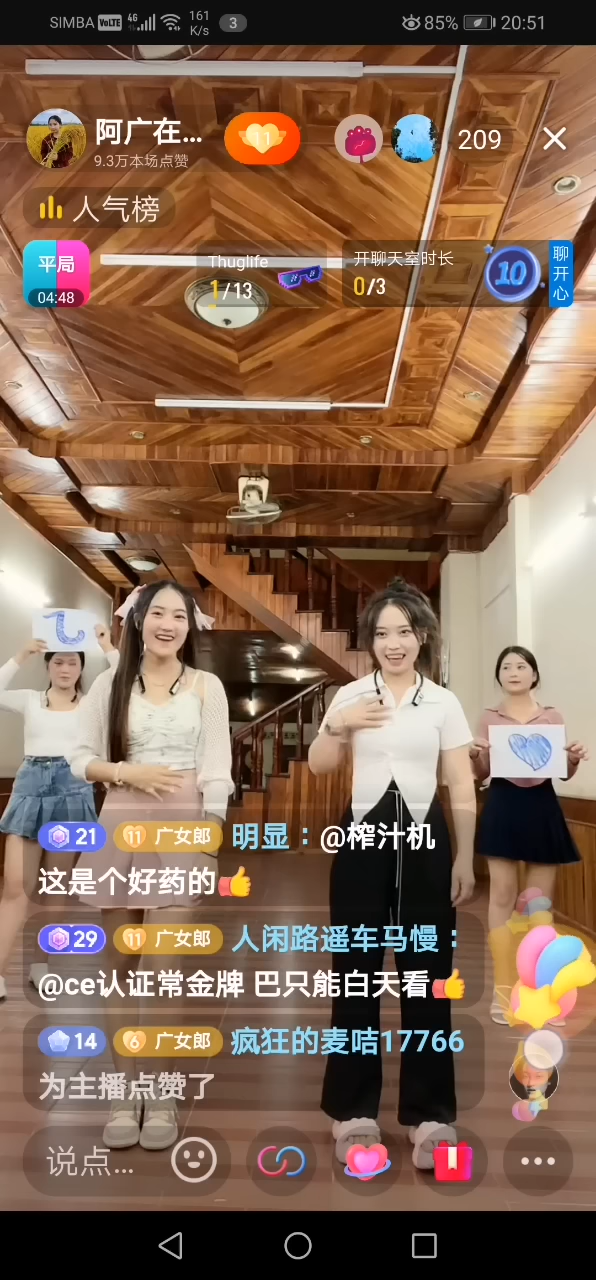 SIMBA VoLTE 4G 161 K/s 3 85% 20:51
阿广在... 11 209
9.3万本场点赞
人气榜
平局 04:48
Thuglife 1/13
开聊天室时长 0/3 10
聊开心
21 11 广女郎 明显：@榨汁机
这是个好药的👍
29 11 广女郎 人闲路遥车马慢：
@ce认证常金牌 巴只能白天看👍
14 6 广女郎 疯狂的麦咭17766
为主播点赞了
说点...